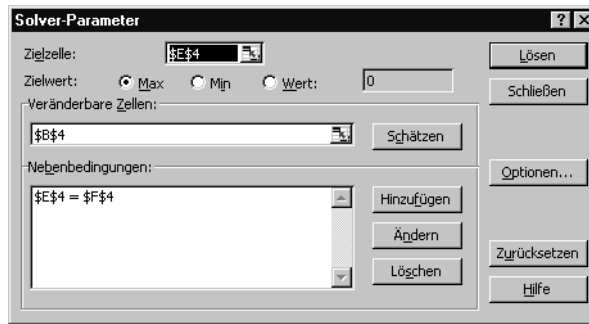 Solver-Parameter
Zielzelle: $E$4
Zielwert: Max Min Wert: 0
Veränderbare Zellen:
$B$4
Schätzen
Nebenbedingungen:
$E$4 = $F$4
Hinzufügen
Ändern
Löschen
Lösen
Schließen
Optionen...
Zurücksetzen
Hilfe